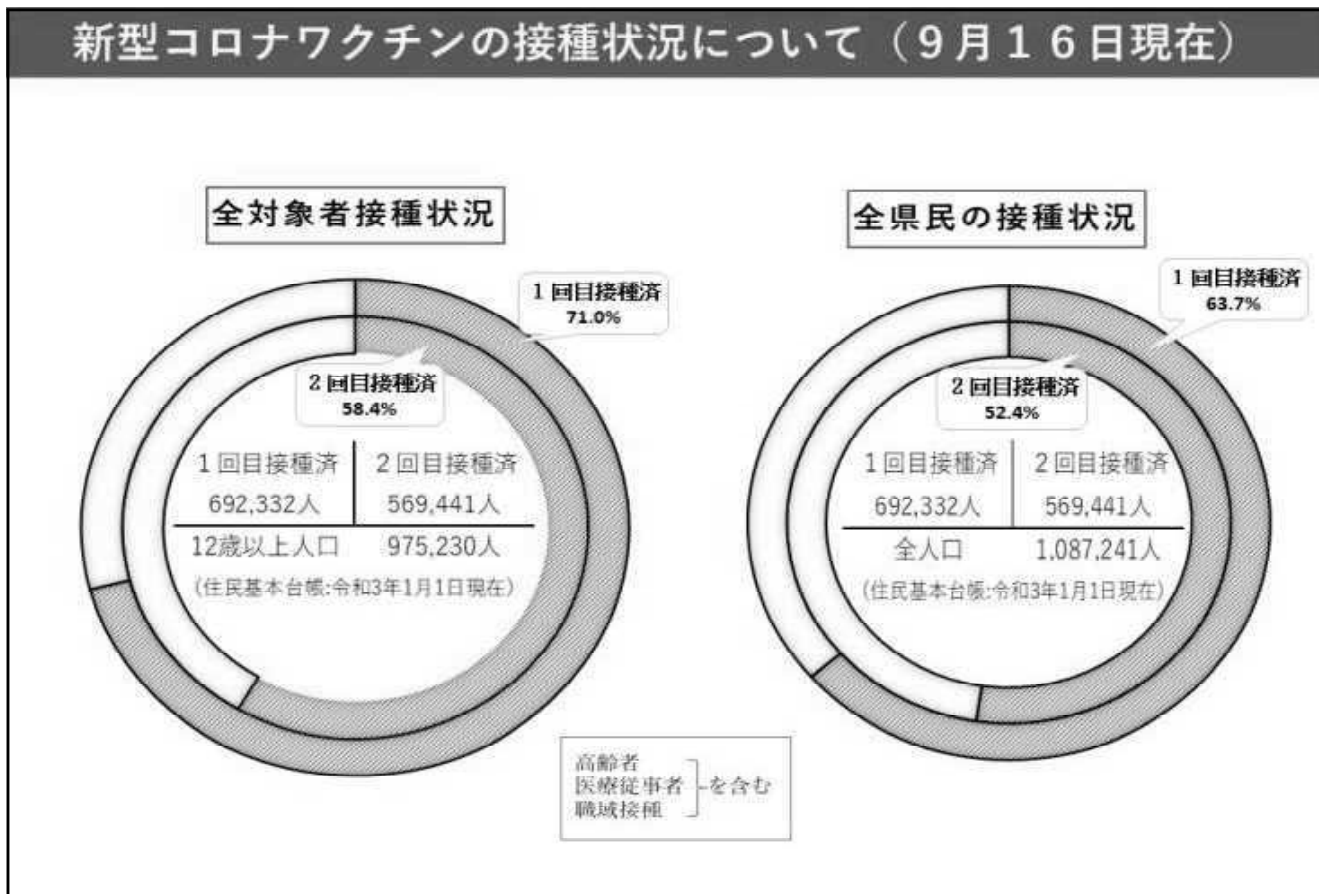 新型コロナワクチンの接種状況について（９月１６日現在）
全対象者接種状況
１回目接種済
71.0%
２回目接種済
58.4%
１回目接種済 ２回目接種済
692,332人 569,441人
12歳以上人口 975,230人
(住民基本台帳:令和3年1月1日現在)
全県民の接種状況
１回目接種済
63.7%
２回目接種済
52.4%
１回目接種済 ２回目接種済
692,332人 569,441人
全人口 1,087,241人
(住民基本台帳:令和3年1月1日現在)
高齢者
医療従事者 を含む
職域接種